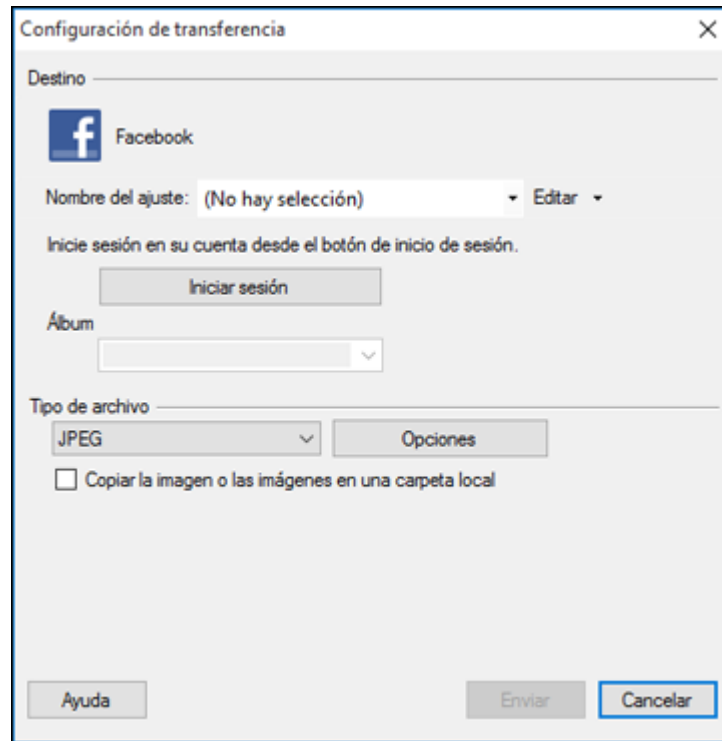 Configuración de transferencia
Destino
Facebook
Nombre del ajuste: (No hay selección) Editar
Inicie sesión en su cuenta desde el botón de inicio de sesión.
Iniciar sesión
Álbum
Tipo de archivo
JPEG Opciones
Copiar la imagen o las imágenes en una carpeta local
Ayuda Enviar Cancelar